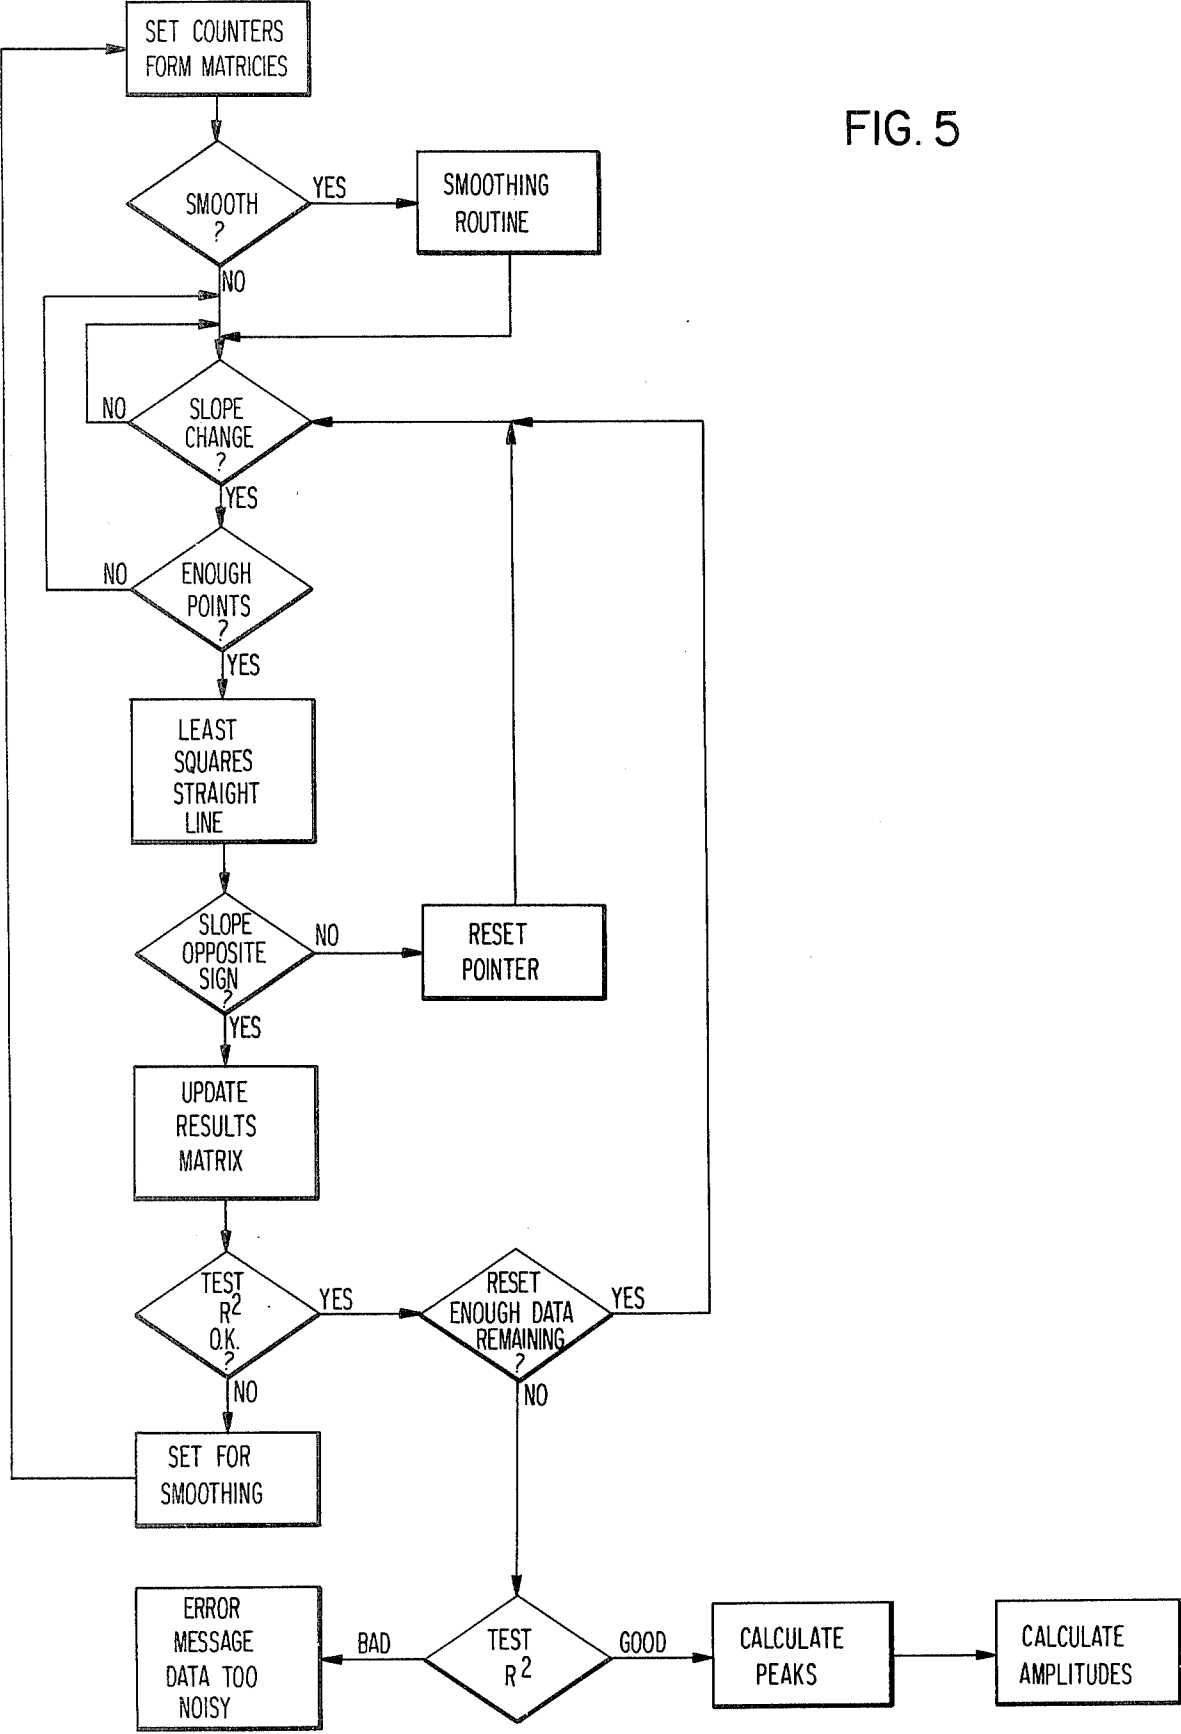 SET COUNTERS
FORM MATRICIES
FIG. 5
SMOOTH
?
YES
SMOOTHING
ROUTINE
NO
NO
SLOPE
CHANGE
?
YES
NO
ENOUGH
POINTS
?
YES
LEAST
SQUARES
STRAIGHT
LINE
SLOPE
OPPOSITE
SIGN
?
NO
RESET
POINTER
YES
UPDATE
RESULTS
MATRIX
TEST
R²
O.K.
?
YES
RESET
ENOUGH DATA
REMAINING
?
YES
NO
NO
SET FOR
SMOOTHING
ERROR
MESSAGE
DATA TOO
NOISY
BAD
TEST
R²
GOOD
CALCULATE
PEAKS
CALCULATE
AMPLITUDES